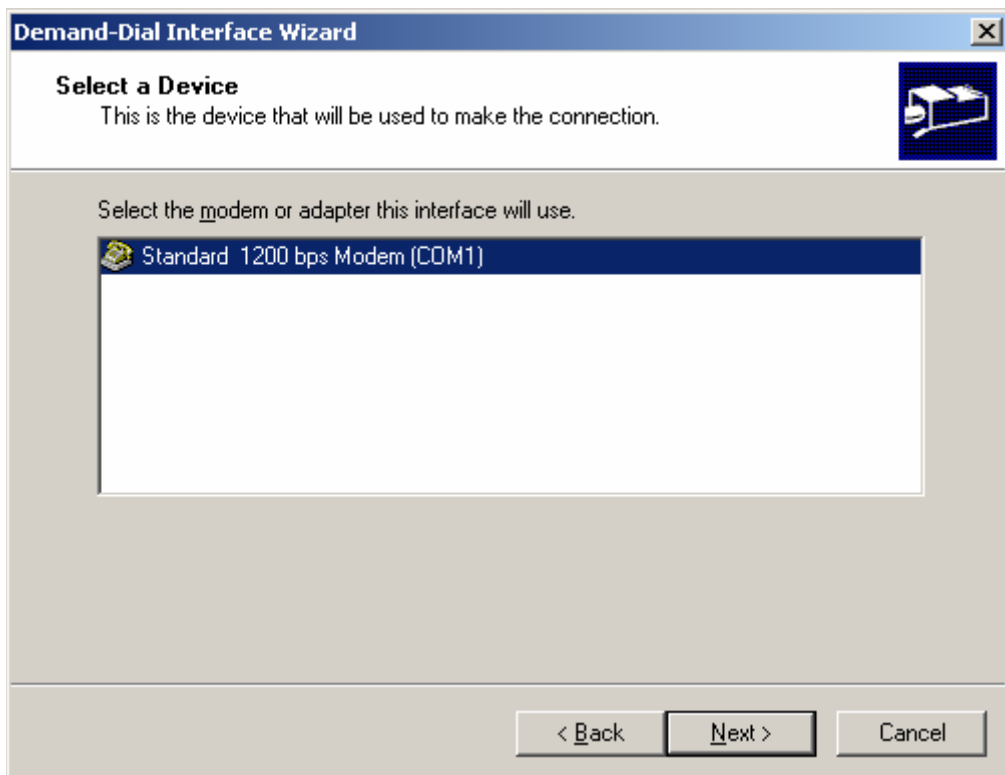 Demand-Dial Interface Wizard
Select a Device
This is the device that will be used to make the connection.
Select the modem or adapter this interface will use.
Standard  1200 bps Modem (COM1)
< Back
Next >
Cancel